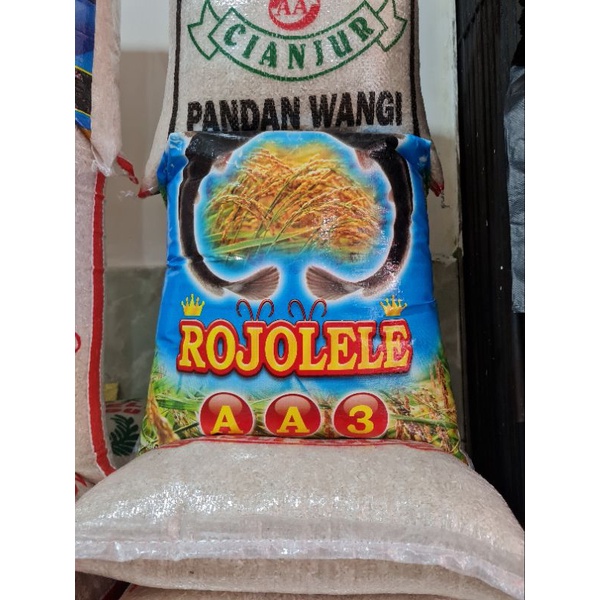 AA
CIANJUR
PANDAN WANGI
ROJOLELE
A A 3